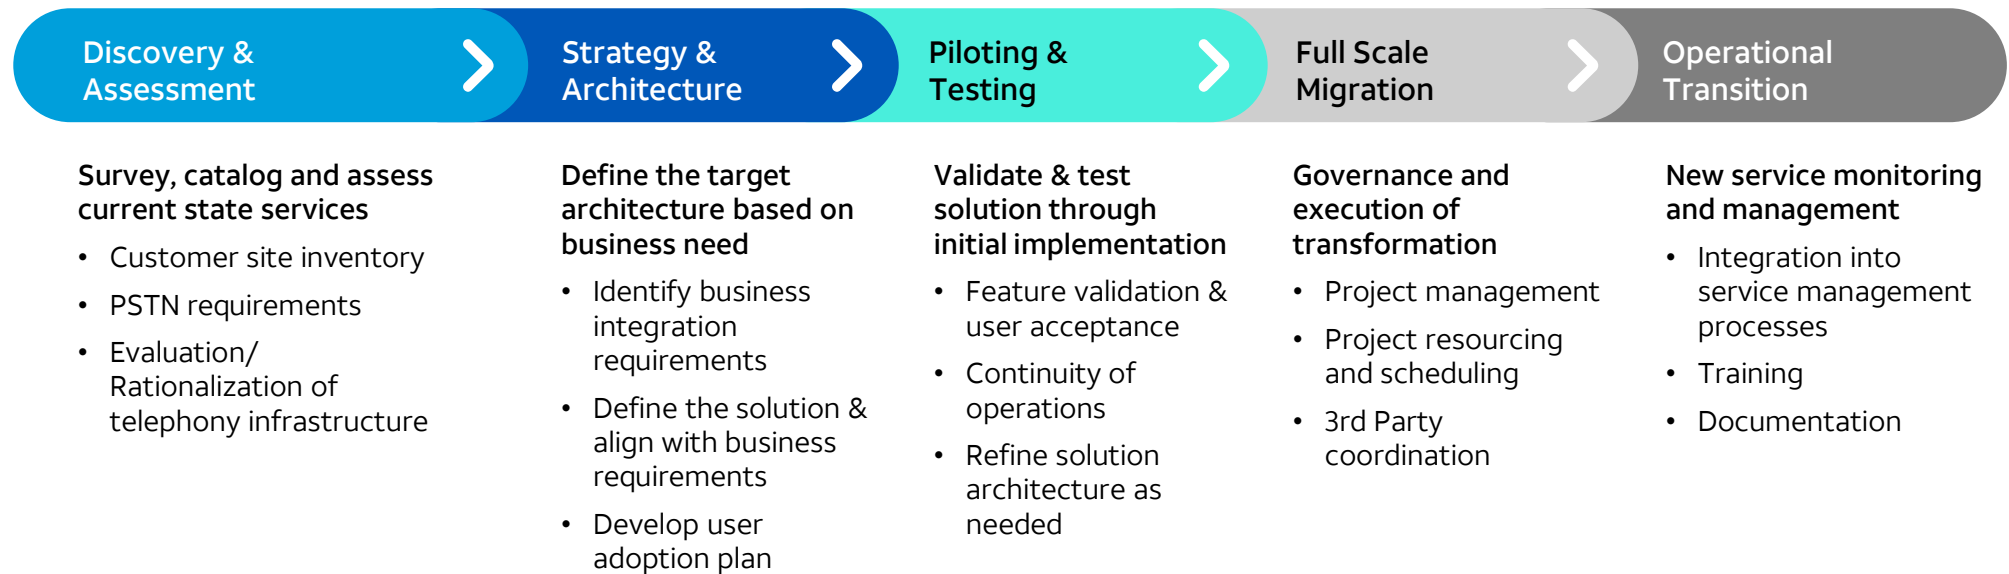 Discovery &
Assessment
Strategy &
Architecture
Piloting &
Testing
Full Scale
Migration
Operational
Transition
Survey, catalog and assess
current state services
• Customer site inventory
• PSTN requirements
• Evaluation/
Rationalization of
telephony infrastructure
Define the target
architecture based on
business need
• Identify business
integration
requirements
• Define the solution &
align with business
requirements
• Develop user
adoption plan
Validate & test
solution through
initial implementation
• Feature validation &
user acceptance
• Continuity of
operations
• Refine solution
architecture as
needed
Governance and
execution of
transformation
• Project management
• Project resourcing
and scheduling
• 3rd Party
coordination
New service monitoring
and management
• Integration into
service management
processes
• Training
• Documentation